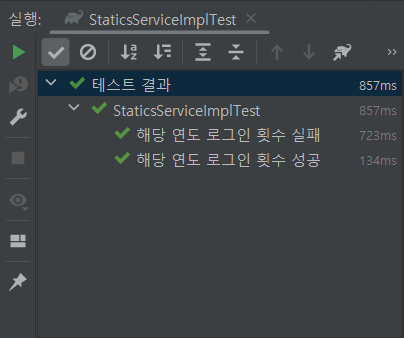 실행: StaticsServiceImplTest
테스트 결과 857ms
StaticsServiceImplTest 857ms
해당 연도 로그인 횟수 실패 723ms
해당 연도 로그인 횟수 성공 134ms